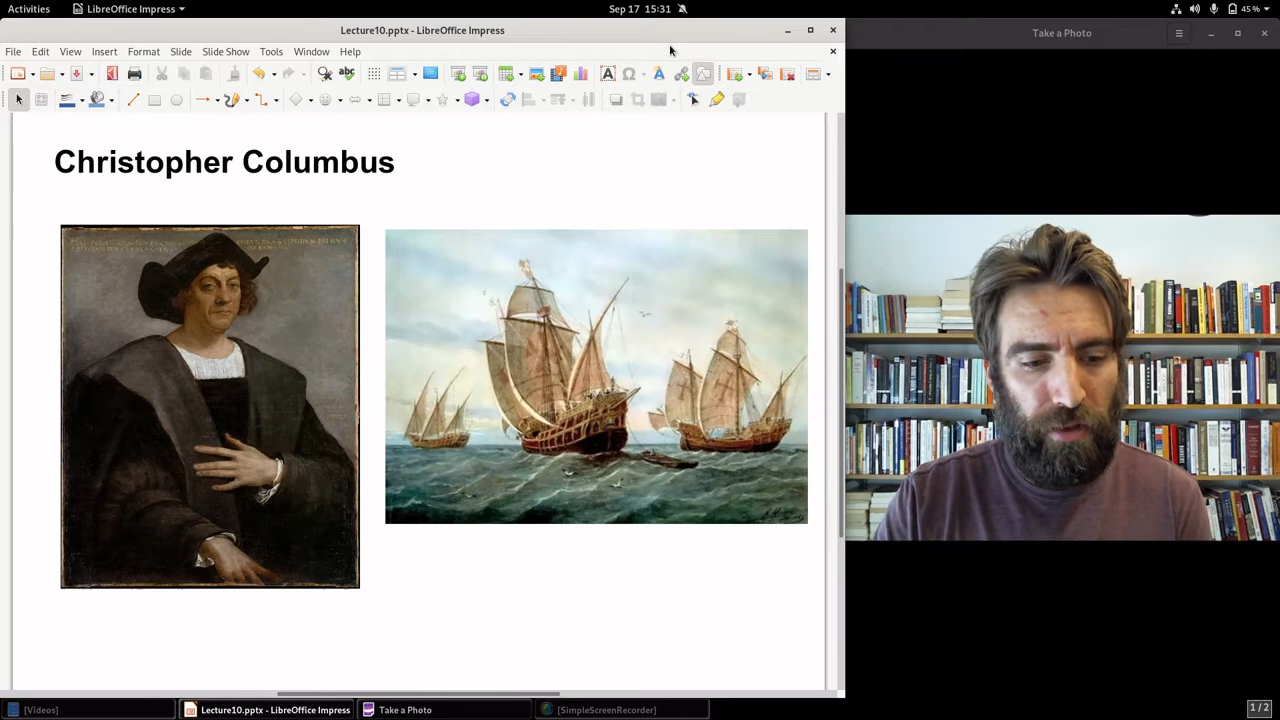 Activities LibreOffice Impress Sep 17 15:31 45%
Lecture10.pptx - LibreOffice Impress
Take a Photo
File Edit View Insert Format Slide Slide Show Tools Window Help
Christopher Columbus
[Videos] Lecture10.pptx - LibreOffice Impress Take a Photo [SimpleScreenRecorder] 1/2